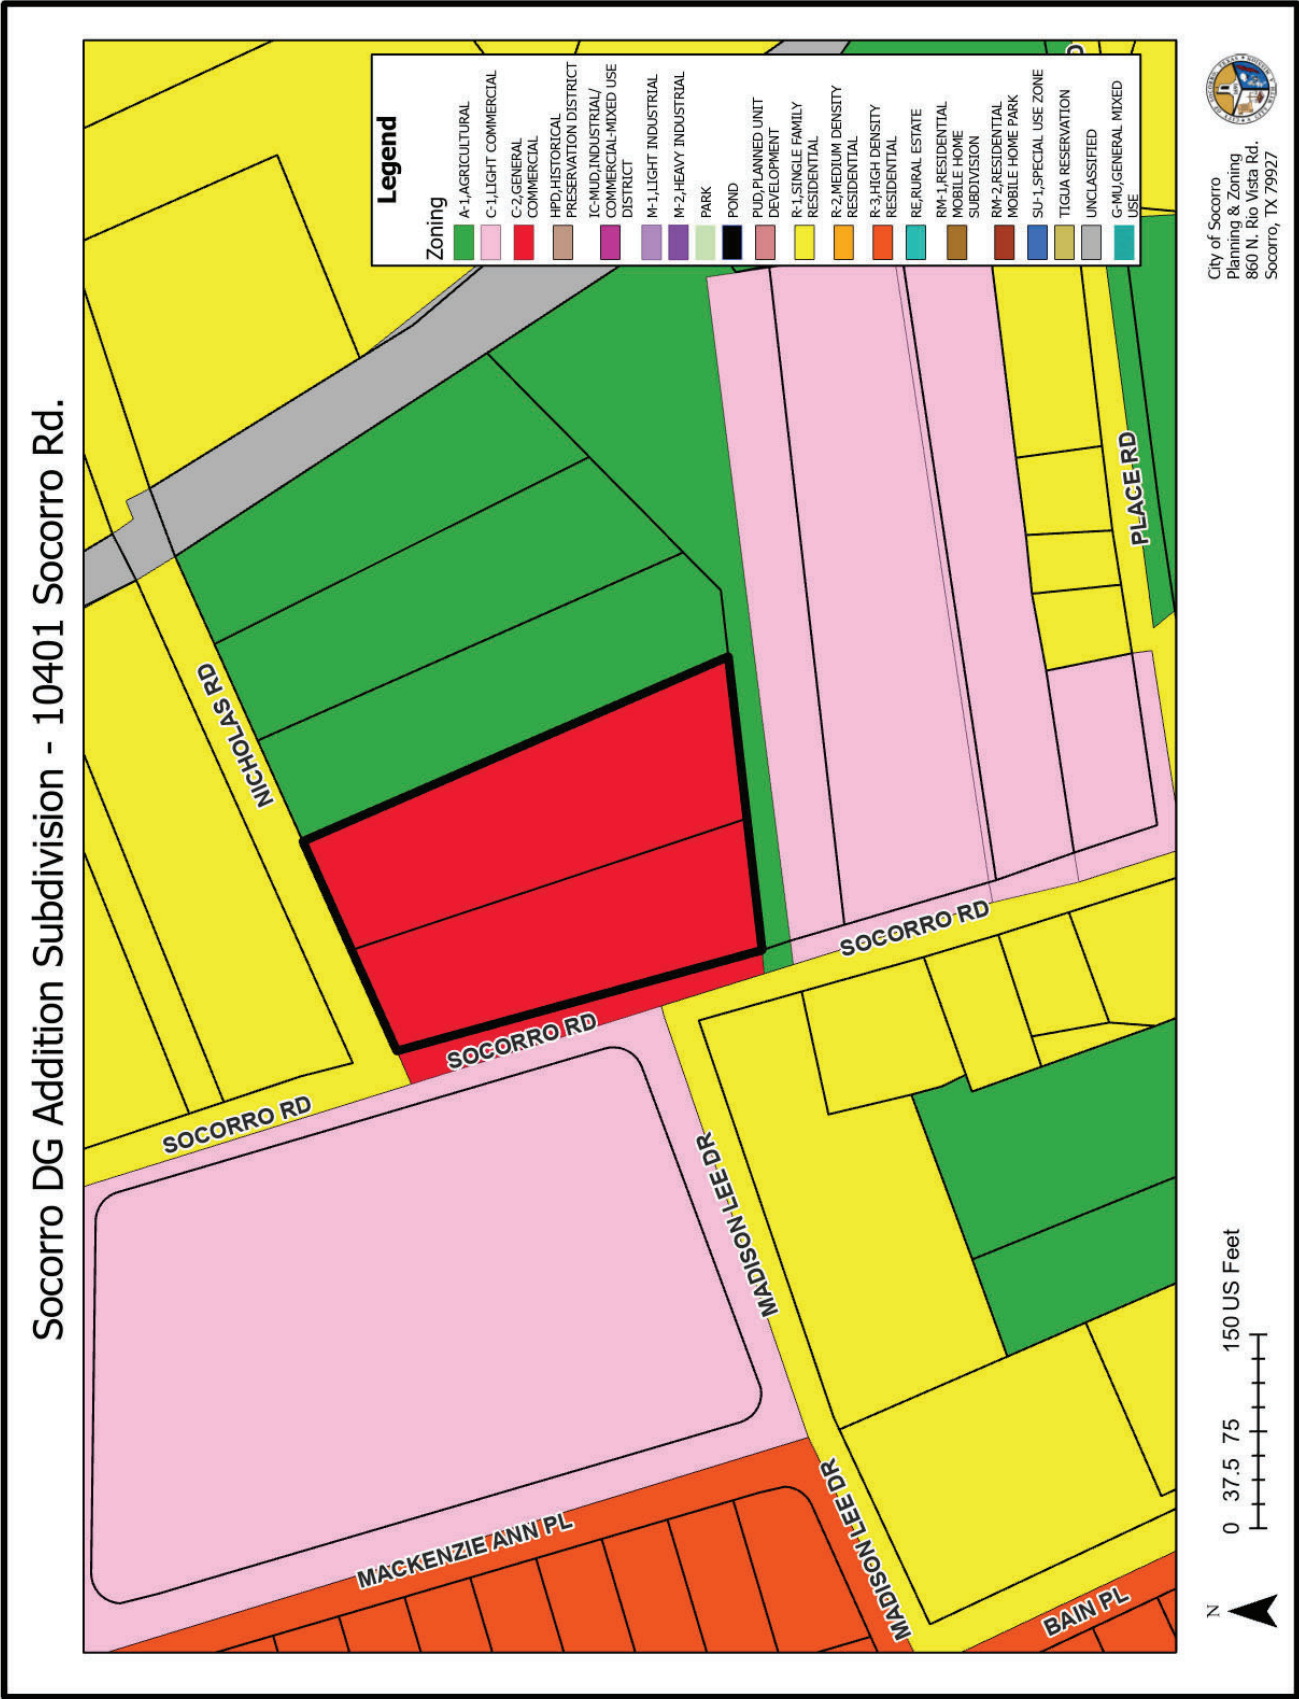 Socorro DG Addition Subdivision - 10401 Socorro Rd.
SOCORRO RD
NICHOLAS RD
SOCORRO RD
SOCORRO RD
MADISON LEE DR
MACKENZIE ANN PL
MADISON LEE DR
BAIN PL
PLACE RD
D
Legend
Zoning
A-1,AGRICULTURAL
C-1,LIGHT COMMERCIAL
C-2,GENERAL
COMMERCIAL
HPD,HISTORICAL
PRESERVATION DISTRICT
IC-MUD,INDUSTRIAL/
COMMERCIAL-MIXED USE
DISTRICT
M-1,LIGHT INDUSTRIAL
M-2,HEAVY INDUSTRIAL
PARK
POND
PUD,PLANNED UNIT
DEVELOPMENT
R-1,SINGLE FAMILY
RESIDENTIAL
R-2,MEDIUM DENSITY
RESIDENTIAL
R-3,HIGH DENSITY
RESIDENTIAL
RE,RURAL ESTATE
RM-1,RESIDENTIAL
MOBILE HOME
SUBDIVISION
RM-2,RESIDENTIAL
MOBILE HOME PARK
SU-1,SPECIAL USE ZONE
TIGUA RESERVATION
UNCLASSIFIED
G-MU,GENERAL MIXED
USE
N
0 37.5 75 150 US Feet
City of Socorro
Planning & Zoning
860 N. Rio Vista Rd.
Socorro, TX 79927